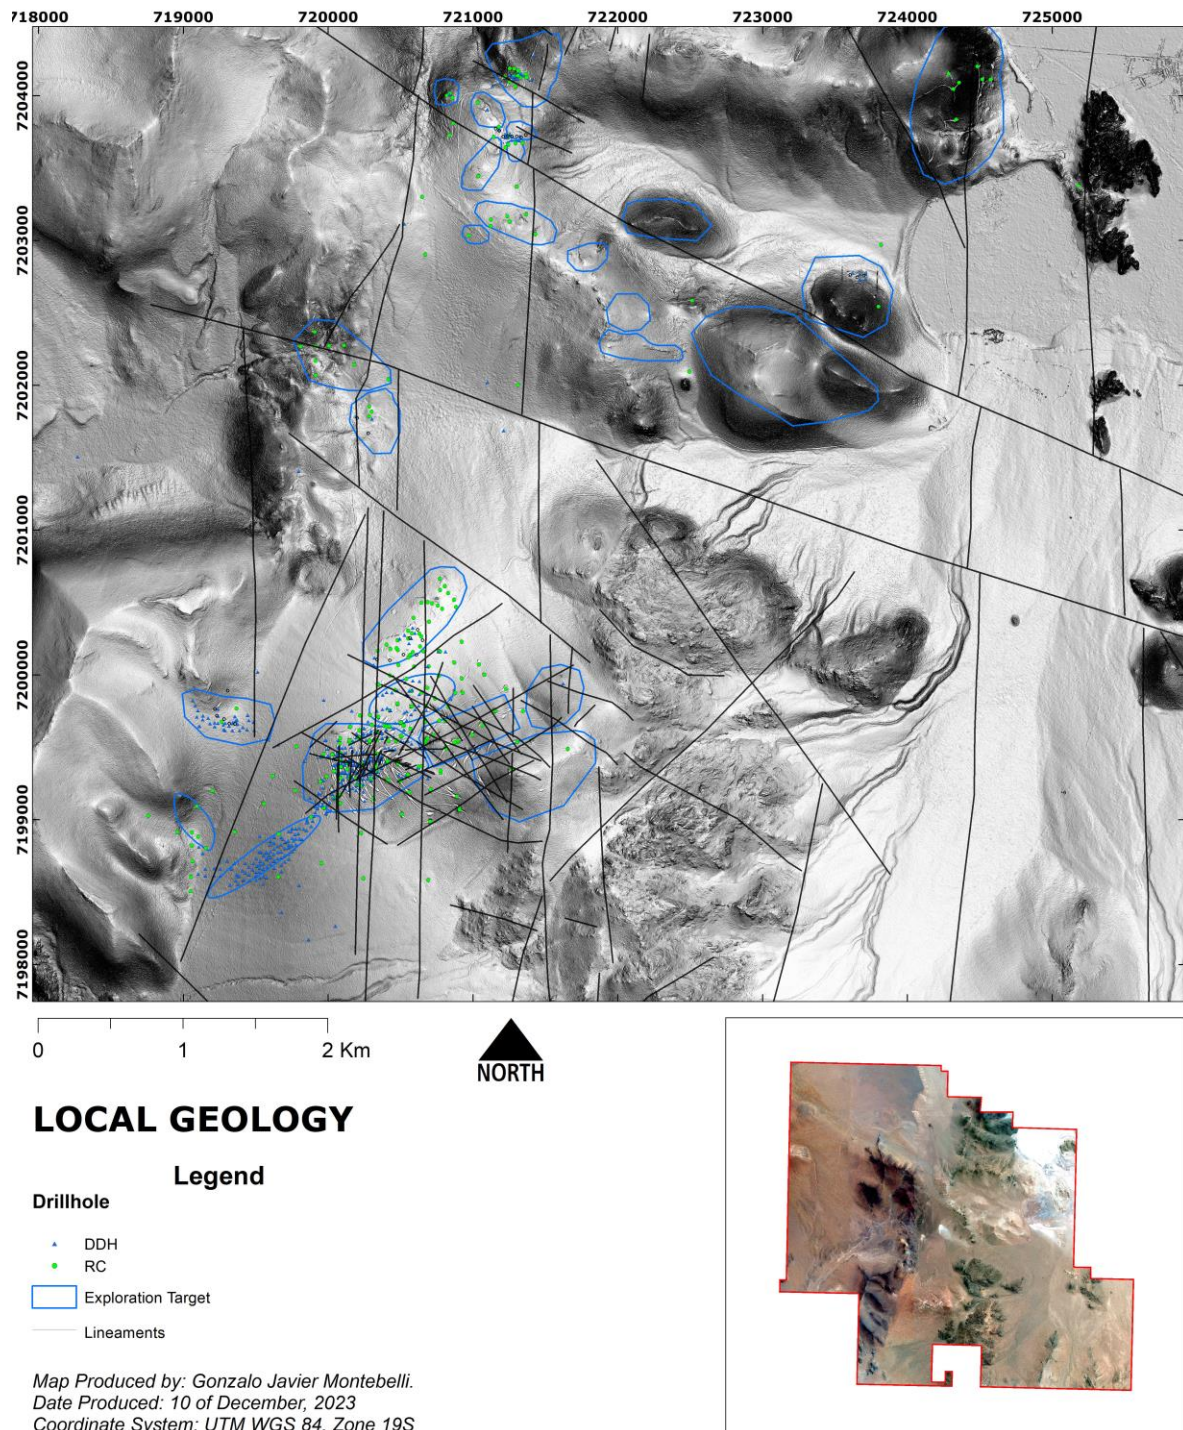 718000 719000 720000 721000 722000 723000 724000 725000
7204000
7203000
7202000
7201000
7200000
7199000
7198000
0 1 2 Km
NORTH
LOCAL GEOLOGY
Legend
Drillhole
DDH
RC
Exploration Target
Lineaments
Map Produced by: Gonzalo Javier Montebelli.
Date Produced: 10 of December, 2023
Coordinate System: UTM WGS 84, Zone 19S